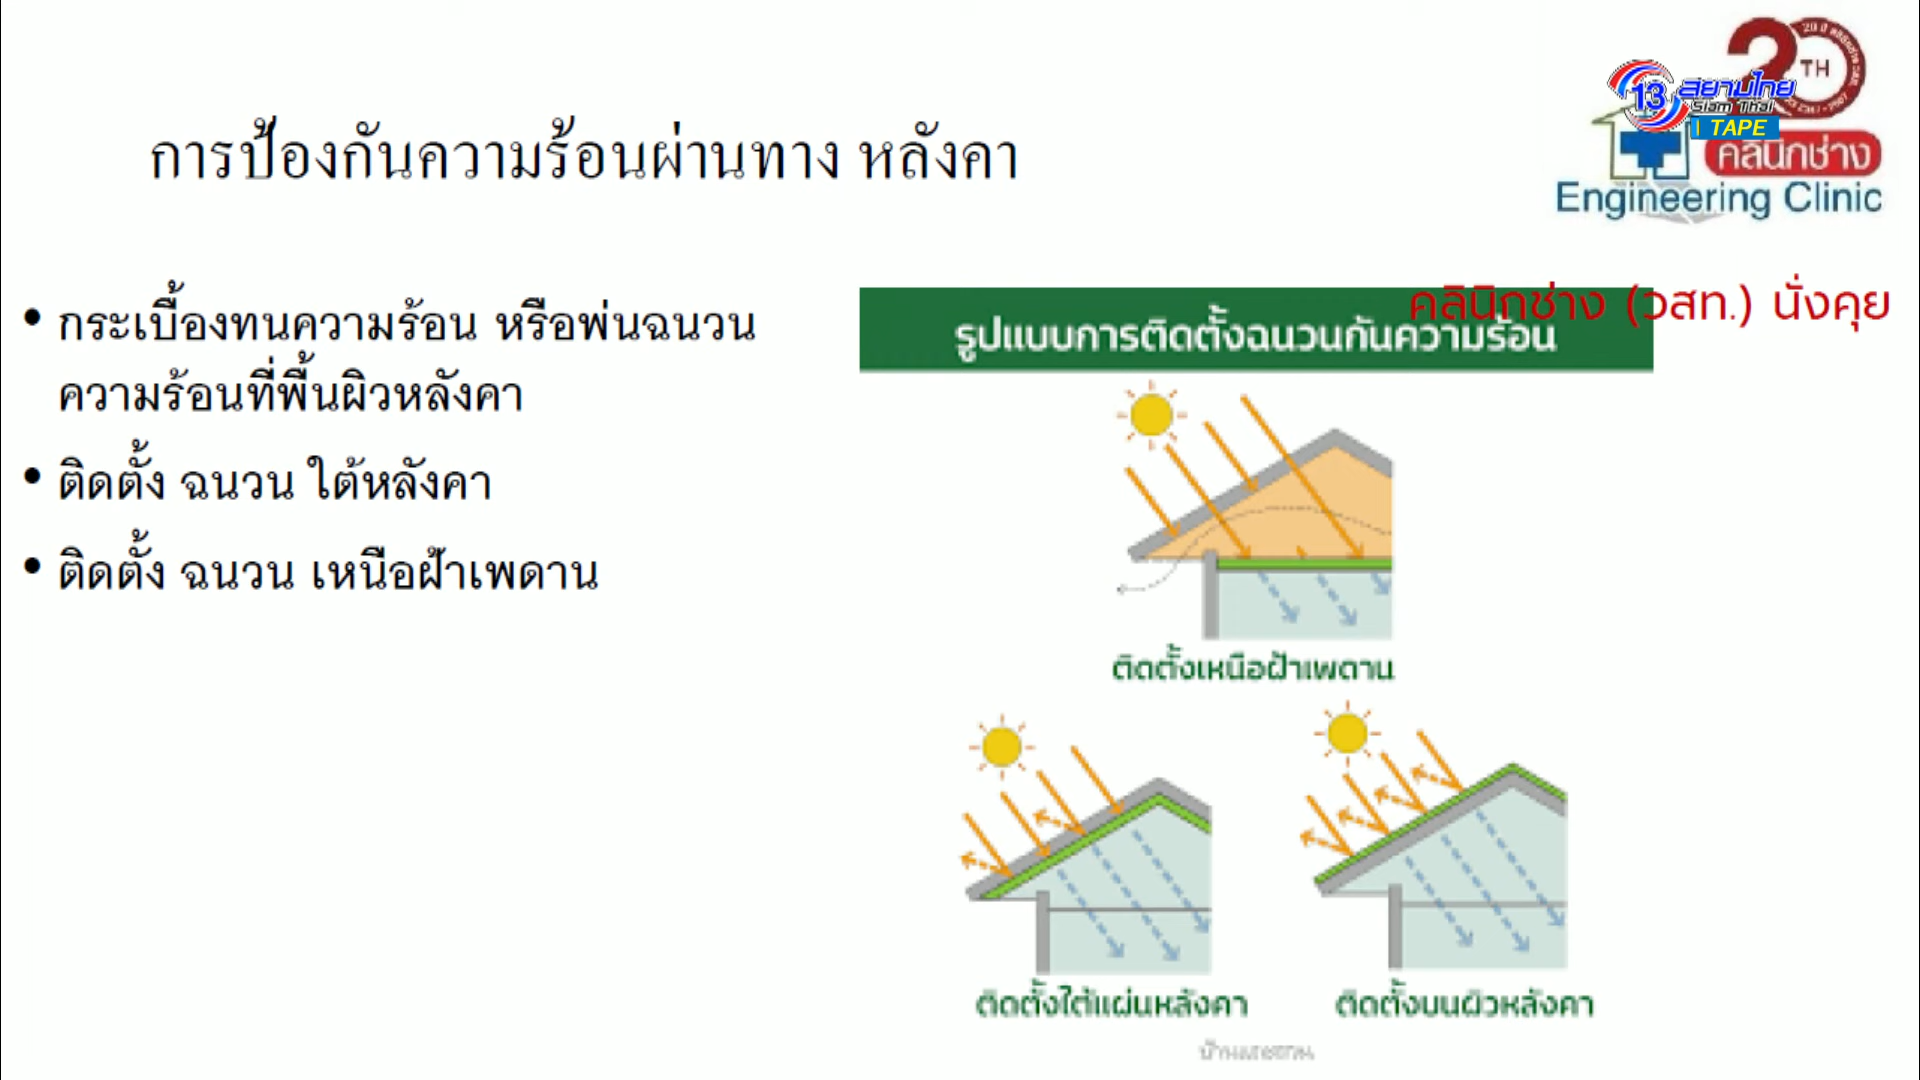 TH
13 สยามไทย
Siam Thai
TAPE
คลินิกช่าง
Engineering Clinic
การป้องกันความร้อนผ่านทาง หลังคา
คลินิกช่าง (วสท.) นั่งคุย
• กระเบื้องทนความร้อน หรือพ่นฉนวน
ความร้อนที่พื้นผิวหลังคา
• ติดตั้ง ฉนวน ใต้หลังคา
• ติดตั้ง ฉนวน เหนือฝ้าเพดาน
รูปแบบการติดตั้งฉนวนกันความร้อน
ติดตั้งเหนือฝ้าเพดาน
ติดตั้งใต้แผ่นหลังคา
ติดตั้งบนผิวหลังคา